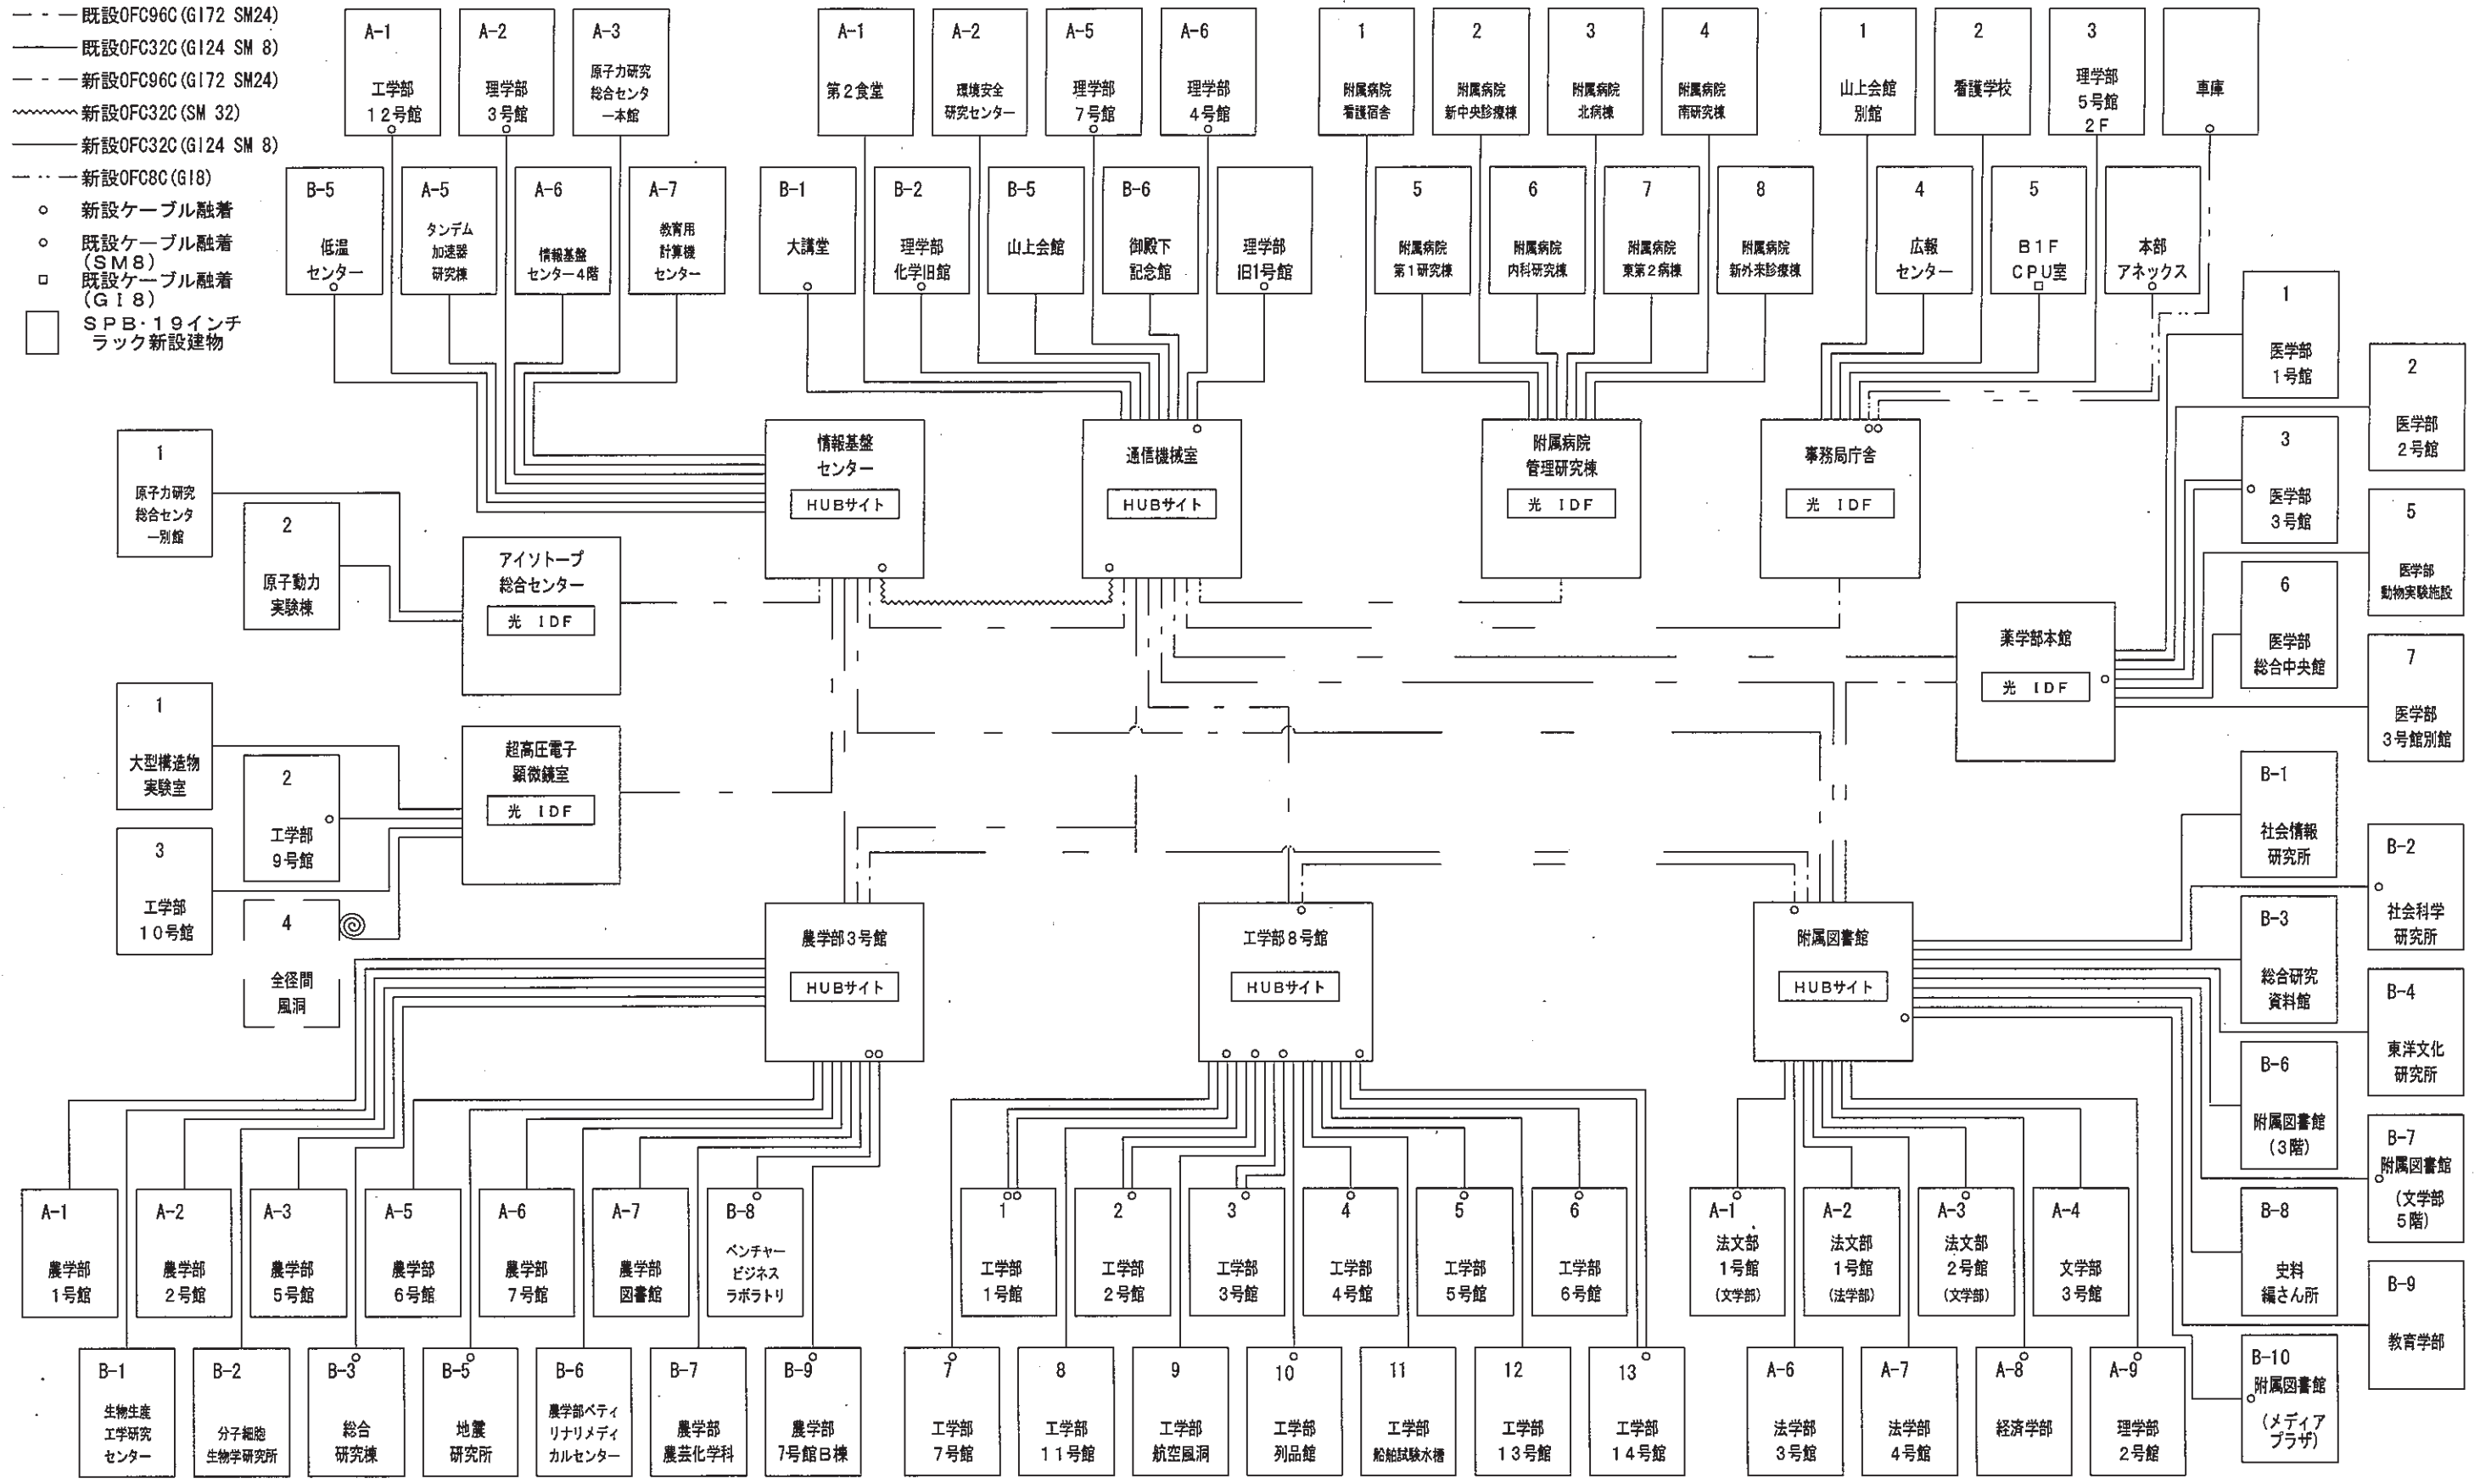 既設OFC96C(GI72 SM24)
既設OFC32C(GI24 SM 8)
新設OFC96C(GI72 SM24)
新設OFC32C(SM 32)
新設OFC32C(GI24 SM 8)
新設OFC8C(GI8)
新設ケーブル融着
既設ケーブル融着
(SM8)
既設ケーブル融着
(GI8)
SPB・19インチ
ラック新設建物
A-1
工学部
12号館
A-2
理学部
3号館
A-3
原子力研究
総合センタ
ー本館
B-5
低温
センター
A-5
タンデム
加速器
研究棟
A-6
情報基盤
センター4階
A-7
教育用
計算機
センター
A-1
第2食堂
A-2
環境安全
研究センター
A-5
理学部
7号館
A-6
理学部
4号館
B-1
大講堂
B-2
理学部
化学旧館
B-5
山上会館
B-6
御殿下
記念館
理学部
旧1号館
1
附属病院
看護宿舎
2
附属病院
新中央診療棟
3
附属病院
北病棟
4
附属病院
南研究棟
5
附属病院
第1研究棟
6
附属病院
内科研究棟
7
附属病院
東第2病棟
8
附属病院
新外来診療棟
1
山上会館
別館
2
看護学校
3
理学部
5号館
2F
車庫
4
広報
センター
5
B1F
CPU室
本部
アネックス
1
医学部
1号館
2
医学部
2号館
3
医学部
3号館
5
医学部
動物実験施設
6
医学部
総合中央館
7
医学部
3号館別館
情報基盤
センター
HUBサイト
通信機械室
HUBサイト
附属病院
管理研究棟
光 IDF
事務局庁舎
光 IDF
薬学部本館
光 IDF
1
原子力研究
総合センタ
ー別館
2
原子動力
実験棟
アイソトープ
総合センター
光 IDF
1
大型構造物
実験室
2
工学部
9号館
3
工学部
10号館
4
全径間
風洞
超高圧電子
顕微鏡室
光 IDF
農学部3号館
HUBサイト
工学部8号館
HUBサイト
附属図書館
HUBサイト
B-1
社会情報
研究所
B-2
社会科学
研究所
B-3
総合研究
資料館
B-4
東洋文化
研究所
B-6
附属図書館
(3階)
B-7
附属図書館
(文学部
5階)
B-8
史料
編さん所
B-9
教育学部
B-10
附属図書館
(メディア
プラザ)
A-1
農学部
1号館
A-2
農学部
2号館
A-3
農学部
5号館
A-5
農学部
6号館
A-6
農学部
7号館
A-7
農学部
図書館
B-8
ベンチャー
ビジネス
ラボラトリ
B-1
生物生産
工学研究
センター
B-2
分子細胞
生物学研究所
B-3
総合
研究棟
B-5
地震
研究所
B-6
農学部ベティ
リナリメディ
カルセンター
B-7
農学部
農芸化学科
B-9
農学部
7号館B棟
1
工学部
1号館
2
工学部
2号館
3
工学部
3号館
4
工学部
4号館
5
工学部
5号館
6
工学部
6号館
7
工学部
7号館
8
工学部
11号館
9
工学部
航空風洞
10
工学部
列品館
11
工学部
船舶試験水槽
12
工学部
13号館
13
工学部
14号館
A-1
法文部
1号館
(文学部)
A-2
法文部
1号館
(法学部)
A-3
法文部
2号館
(文学部)
A-4
文学部
3号館
A-6
法学部
3号館
A-7
法学部
4号館
A-8
経済学部
A-9
理学部
2号館